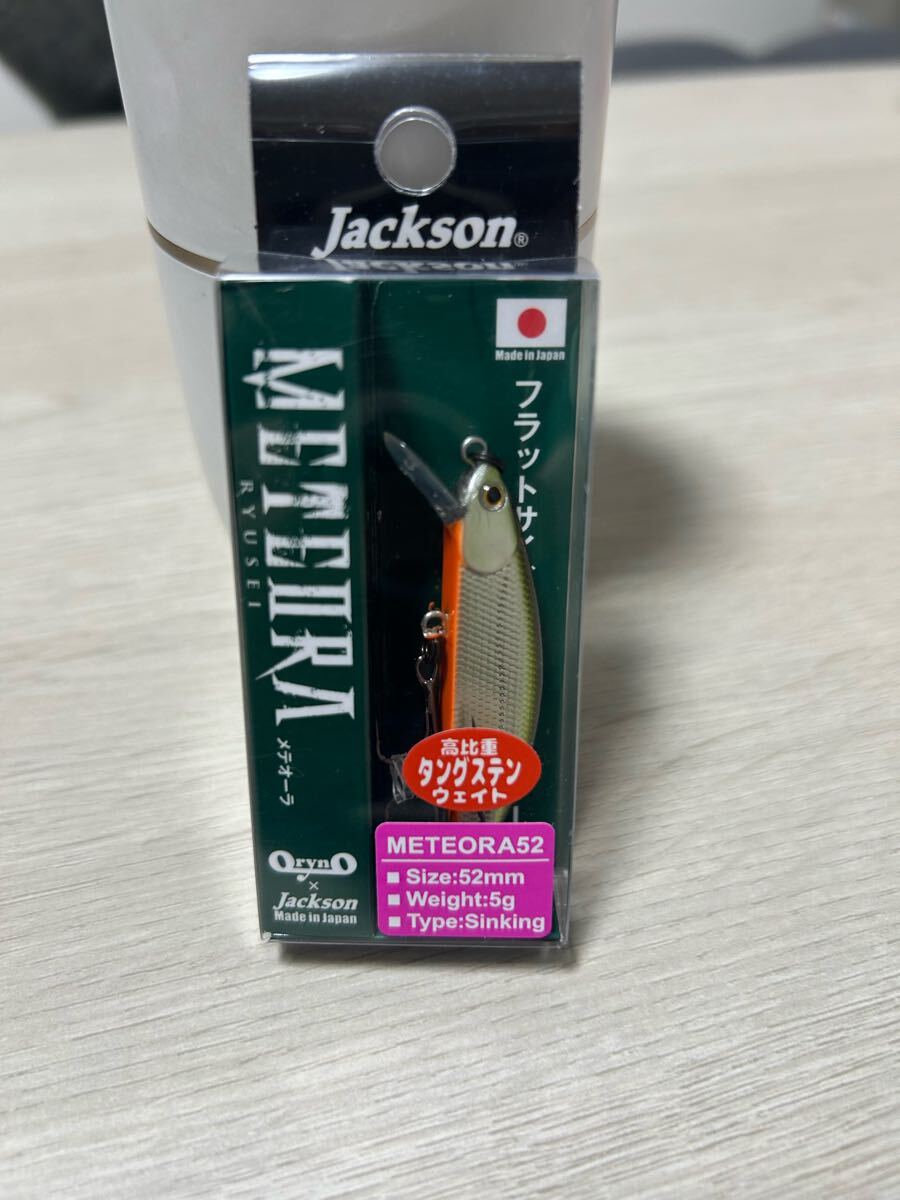 Jackson®
Made in Japan
フラットサイ
METEORA
RYUSEI
メテオーラ
高比重
タングステン
ウェイト
OrynO
×
Jackson
Made in Japan
METEORA52
■ Size:52mm
■ Weight:5g
■ Type:Sinking